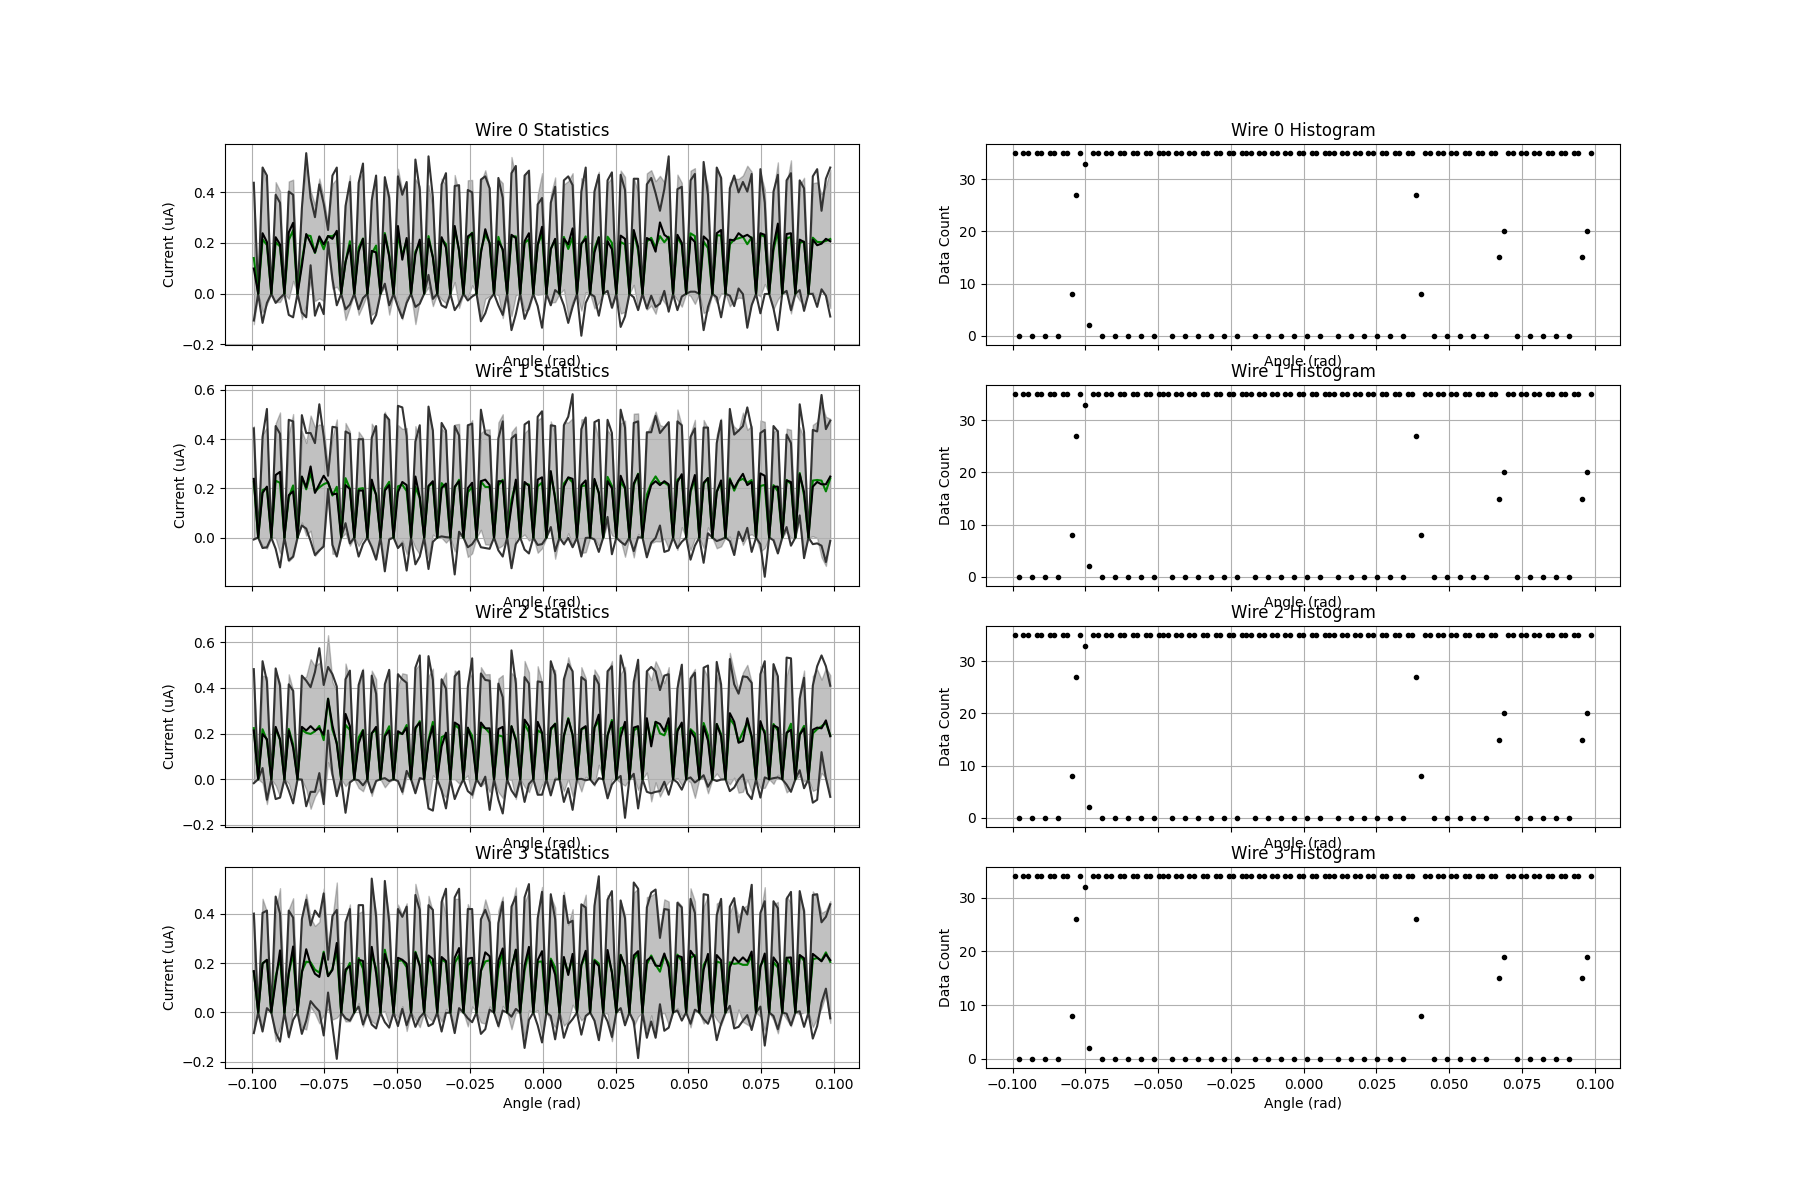 Wire 0 Statistics
Wire 0 Histogram
Current (uA)
0.4
0.2
0.0
−0.2
Angle (rad)
Data Count
30
20
10
0
Angle (rad)
Wire 1 Statistics
Wire 1 Histogram
Current (uA)
0.6
0.4
0.2
0.0
Angle (rad)
Data Count
30
20
10
0
Angle (rad)
Wire 2 Statistics
Wire 2 Histogram
Current (uA)
0.6
0.4
0.2
0.0
−0.2
Angle (rad)
Data Count
30
20
10
0
Angle (rad)
Wire 3 Statistics
Wire 3 Histogram
Current (uA)
0.4
0.2
0.0
−0.2
−0.100 −0.075 −0.050 −0.025 0.000 0.025 0.050 0.075 0.100
Angle (rad)
Data Count
30
20
10
0
−0.100 −0.075 −0.050 −0.025 0.000 0.025 0.050 0.075 0.100
Angle (rad)